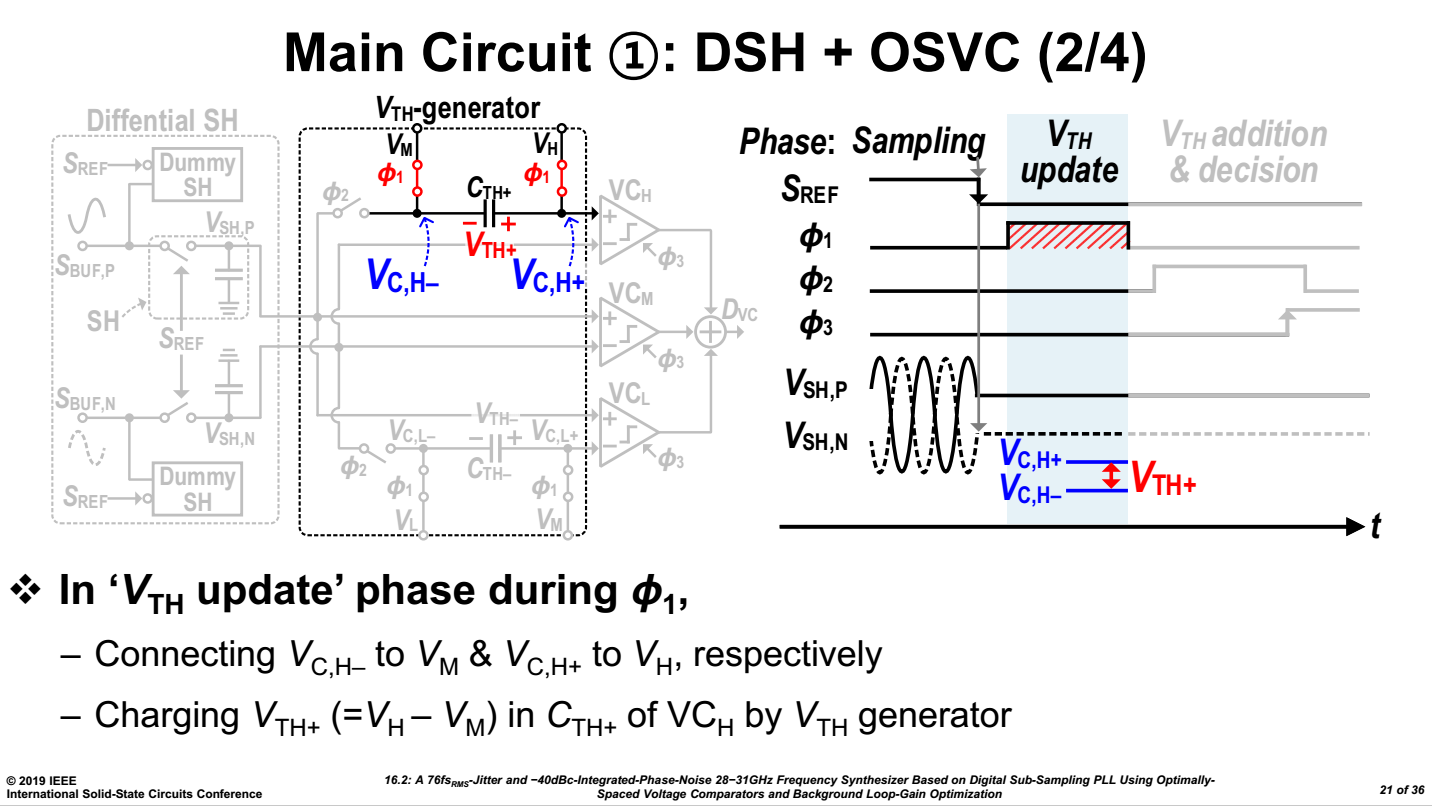 Main Circuit ①: DSH + OSVC (2/4)
Diffential SH
VTH-generator
VM
VH
SREF
Dummy
SH
ϕ1
CTH+
ϕ1
ϕ2
VCH
VSH,P
– +
VTH+
+
–
ϕ3
SBUF,P
VC,H–
VC,H+
SH
SREF
VCM
+
–
DVC
ϕ3
SBUF,N
VSH,N
VCL
VTH–
+
–
VC,L–
– +
VC,L+
ϕ2
CTH–
ϕ3
SREF
Dummy
SH
ϕ1
ϕ1
VL
VM
Phase: Sampling
VTH
update
VTH addition
& decision
SREF
ϕ1
ϕ2
ϕ3
VSH,P
VSH,N
VC,H+
VC,H–
VTH+
t
❖ In ‘VTH update’ phase during ϕ1,
– Connecting VC,H– to VM & VC,H+ to VH, respectively
– Charging VTH+ (=VH – VM) in CTH+ of VCH by VTH generator
© 2019 IEEE
International Solid-State Circuits Conference
16.2: A 76fsRMS-Jitter and −40dBc-Integrated-Phase-Noise 28−31GHz Frequency Synthesizer Based on Digital Sub-Sampling PLL Using Optimally-
Spaced Voltage Comparators and Background Loop-Gain Optimization
21 of 36